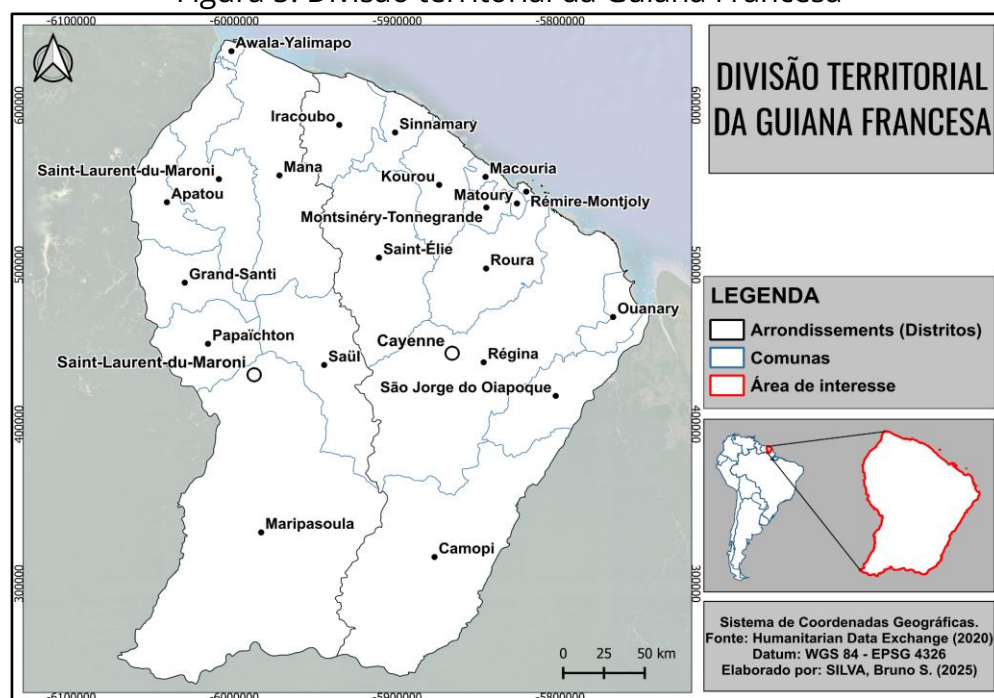 Figura 3: Divisão territorial da Guiana Francesa
-6100000
-6000000
-5900000
-5800000
600000
500000
400000
300000
Awala-Yalimapo
Iracoubo
Sinnamary
Saint-Laurent-du-Maroni
Mana
Macouria
Kourou
Apatou
Matoury
Rémire-Montjoly
Montsinéry-Tonnegrande
Saint-Élie
Roura
Grand-Santi
Ouanary
Papaïchton
Cayenne
Saint-Laurent-du-Maroni
Saül
Régina
São Jorge do Oiapoque
Maripasoula
Camopi
0 25 50 km
600000
500000
400000
300000
-6100000
-6000000
-5900000
-5800000
DIVISÃO TERRITORIAL
DA GUIANA FRANCESA
LEGENDA
Arrondissements (Distritos)
Comunas
Área de interesse
Sistema de Coordenadas Geográficas.
Fonte: Humanitarian Data Exchange (2020)
Datum: WGS 84 - EPSG 4326
Elaborado por: SILVA, Bruno S. (2025)